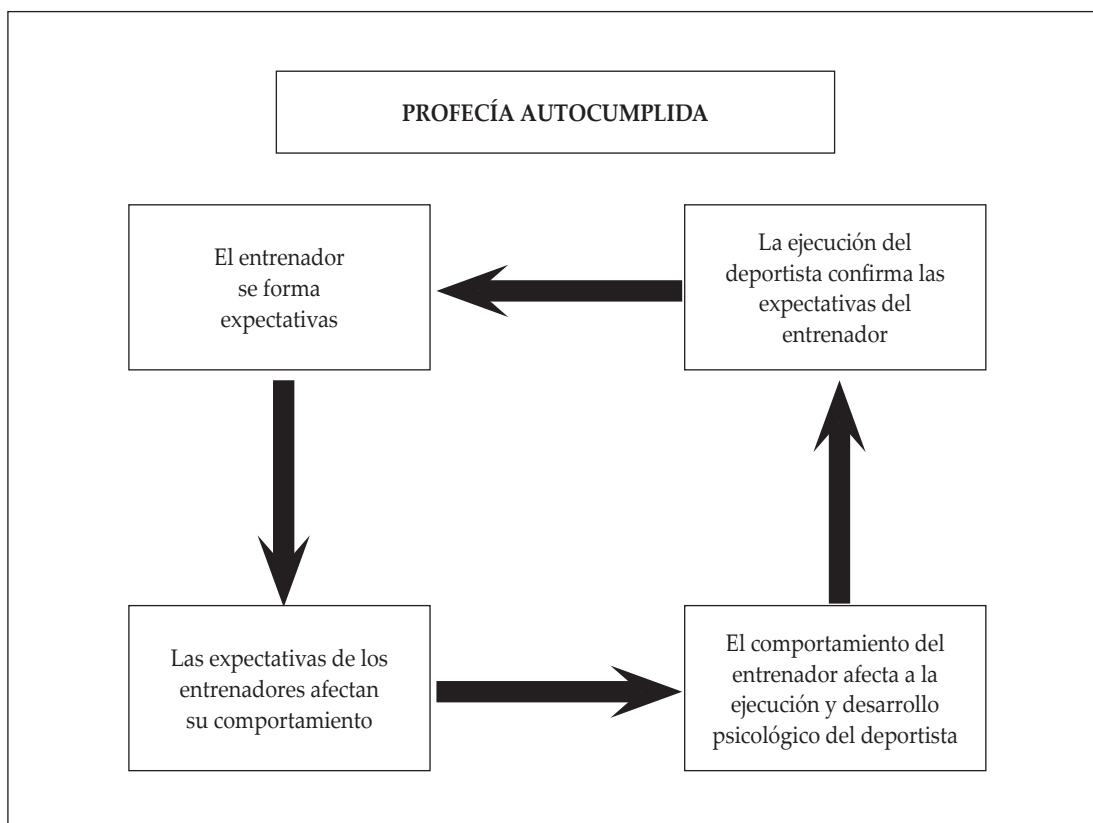 PROFECÍA AUTOCUMPLIDA
El entrenador
se forma
expectativas
La ejecución del
deportista confirma las
expectativas del
entrenador
Las expectativas de los
entrenadores afectan
su comportamiento
El comportamiento del
entrenador afecta a la
ejecución y desarrollo
psicológico del deportista